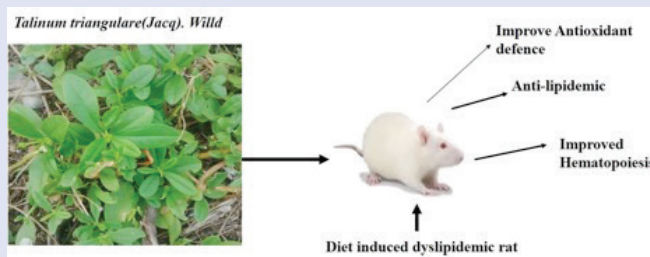 Talinum triangulare(Jacq). Willd
Improve Antioxidant
defence
Anti-lipidemic
Improved
Hematopoiesis
Diet induced dyslipidemic rat